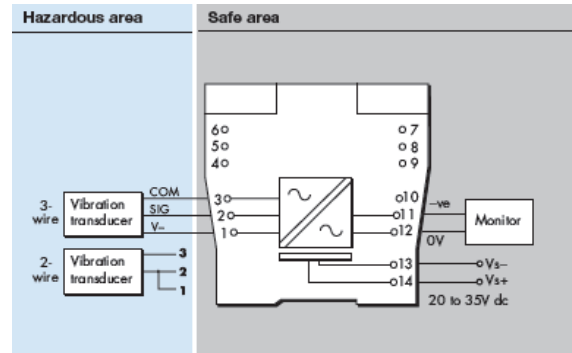 Hazardous area
Safe area
6
5
4
7
8
9
3-wire
Vibration transducer
COM
SIG
V–
3
2
1
10
11
12
–ve
0V
Monitor
2-wire
Vibration transducer
3
2
1
13
14
Vs–
Vs+
20 to 35V dc